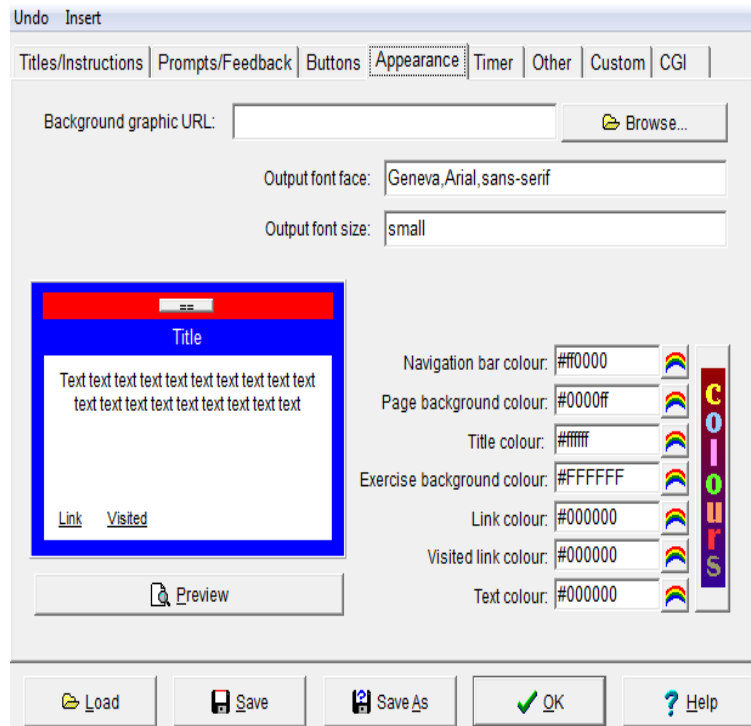 Undo Insert
Titles/Instructions Prompts/Feedback Buttons Appearance Timer Other Custom CGI
Background graphic URL: Browse...
Output font face: Geneva,Arial,sans-serif
Output font size: small
==
Title
Text text text text text text text text text text
text text text text text text text text text
Link Visited
Preview
Navigation bar colour: #ff0000
Page background colour: #0000ff
Title colour: #ffffff
Exercise background colour: #FFFFFF
Link colour: #000000
Visited link colour: #000000
Text colour: #000000
colours
Load Save Save As OK Help